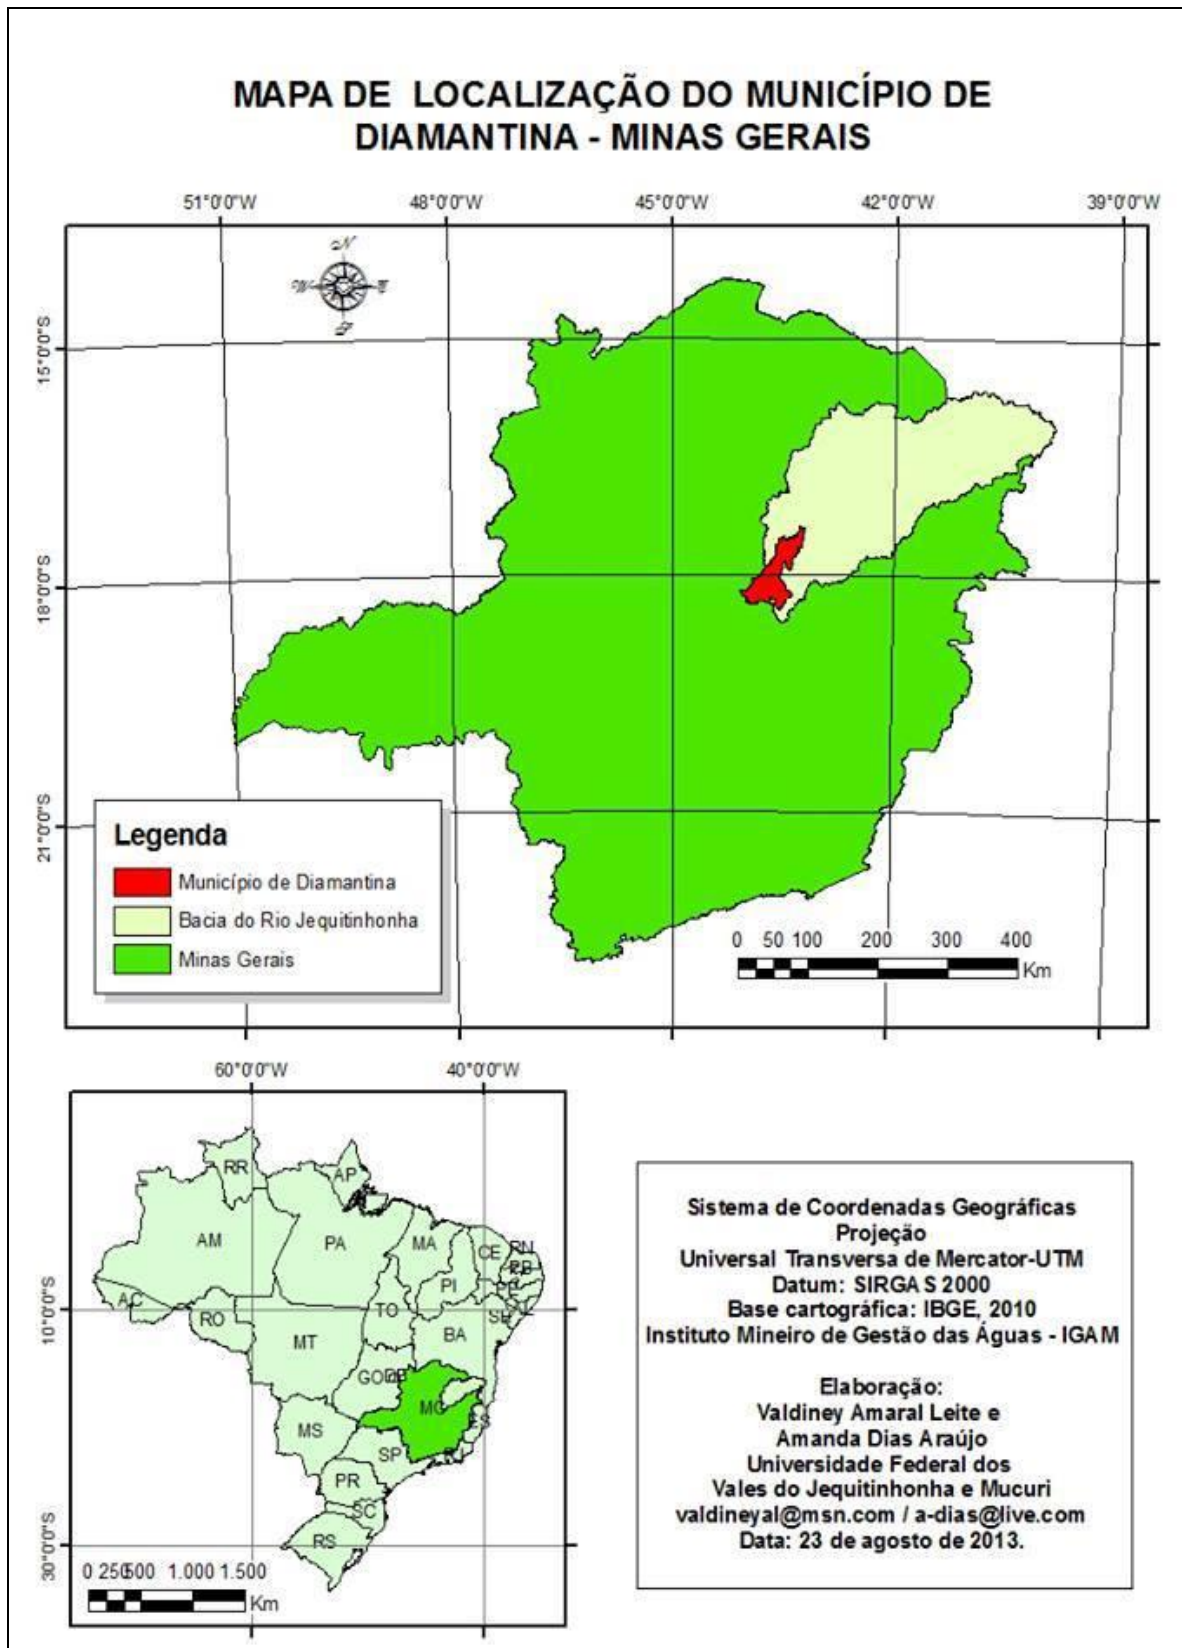 MAPA DE LOCALIZAÇÃO DO MUNICÍPIO DE
DIAMANTINA - MINAS GERAIS
51°0'0"W 48°0'0"W 45°0'0"W 42°0'0"W 39°0'0"W
N
W E
S
15°0'0"S
18°0'0"S
21°0'0"S
Legenda
Município de Diamantina
Bacia do Rio Jequitinhonha
Minas Gerais
0 50 100 200 300 400
Km
60°0'0"W 40°0'0"W
10°0'0"S
30°0'0"S
RR
AP
AM
PA
MA
CE
RN
PB
PI
AC
TO
AL
RO
SE
BA
MT
GO
DF
MG
ES
MS
SP
RJ
PR
SC
RS
0 250 500 1.000 1.500
Km
Sistema de Coordenadas Geográficas
Projeção
Universal Transversa de Mercator-UTM
Datum: SIRGAS 2000
Base cartográfica: IBGE, 2010
Instituto Mineiro de Gestão das Águas - IGAM
Elaboração:
Valdiney Amaral Leite e
Amanda Dias Araújo
Universidade Federal dos
Vales do Jequitinhonha e Mucuri
valdineyal@msn.com / a-dias@live.com
Data: 23 de agosto de 2013.